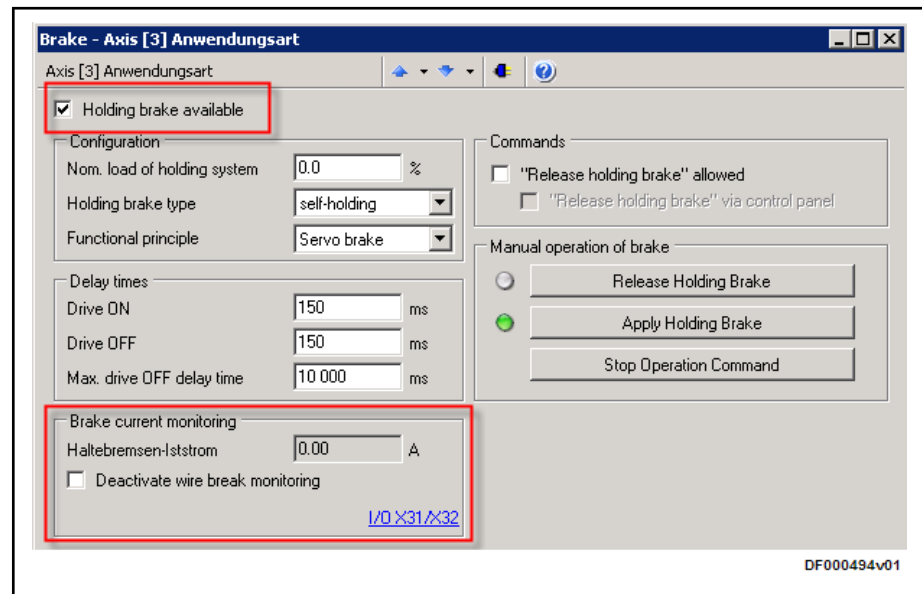 Brake - Axis [3] Anwendungsart
Axis [3] Anwendungsart
Holding brake available
Configuration
Nom. load of holding system 0.0 %
Holding brake type self-holding
Functional principle Servo brake
Delay times
Drive ON 150 ms
Drive OFF 150 ms
Max. drive OFF delay time 10 000 ms
Brake current monitoring
Haltebremsen-Iststrom 0.00 A
Deactivate wire break monitoring
I/O X31/X32
Commands
"Release holding brake" allowed
"Release holding brake" via control panel
Manual operation of brake
Release Holding Brake
Apply Holding Brake
Stop Operation Command
DF000494v01